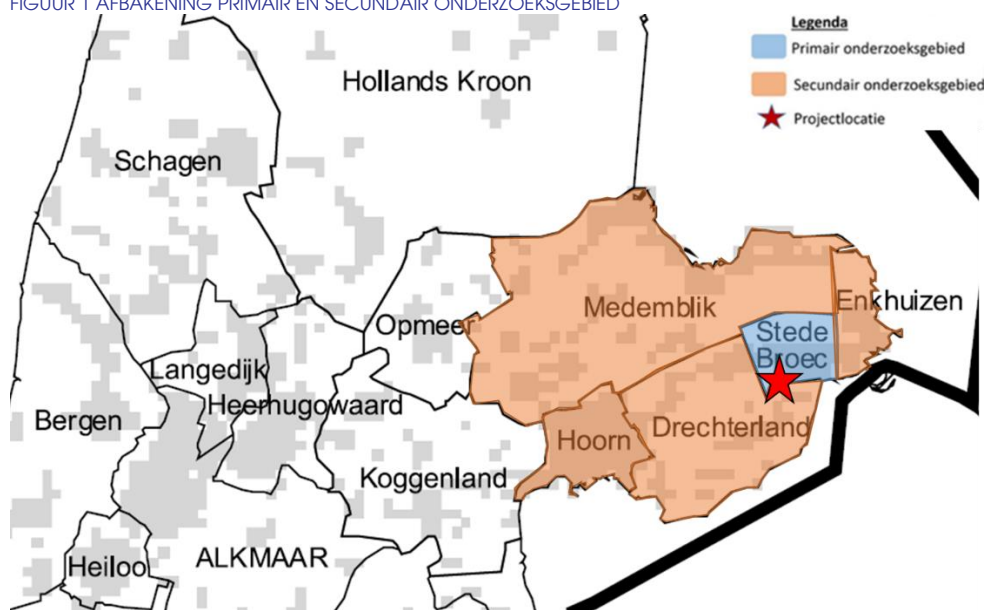 FIGUUR 1 AFBAKENING PRIMAIR EN SECUNDAIR ONDERZOEKSGEBIED
Legenda
Primair onderzoeksgebied
Secundair onderzoeksgebied
Projectlocatie
Hollands Kroon
Schagen
Medemblik
Enkhuizen
Opmeer
Stede
Broec
Langedijk
Heerhugowaard
Bergen
Drechterland
Hoorn
Koggenland
ALKMAAR
Heiloo